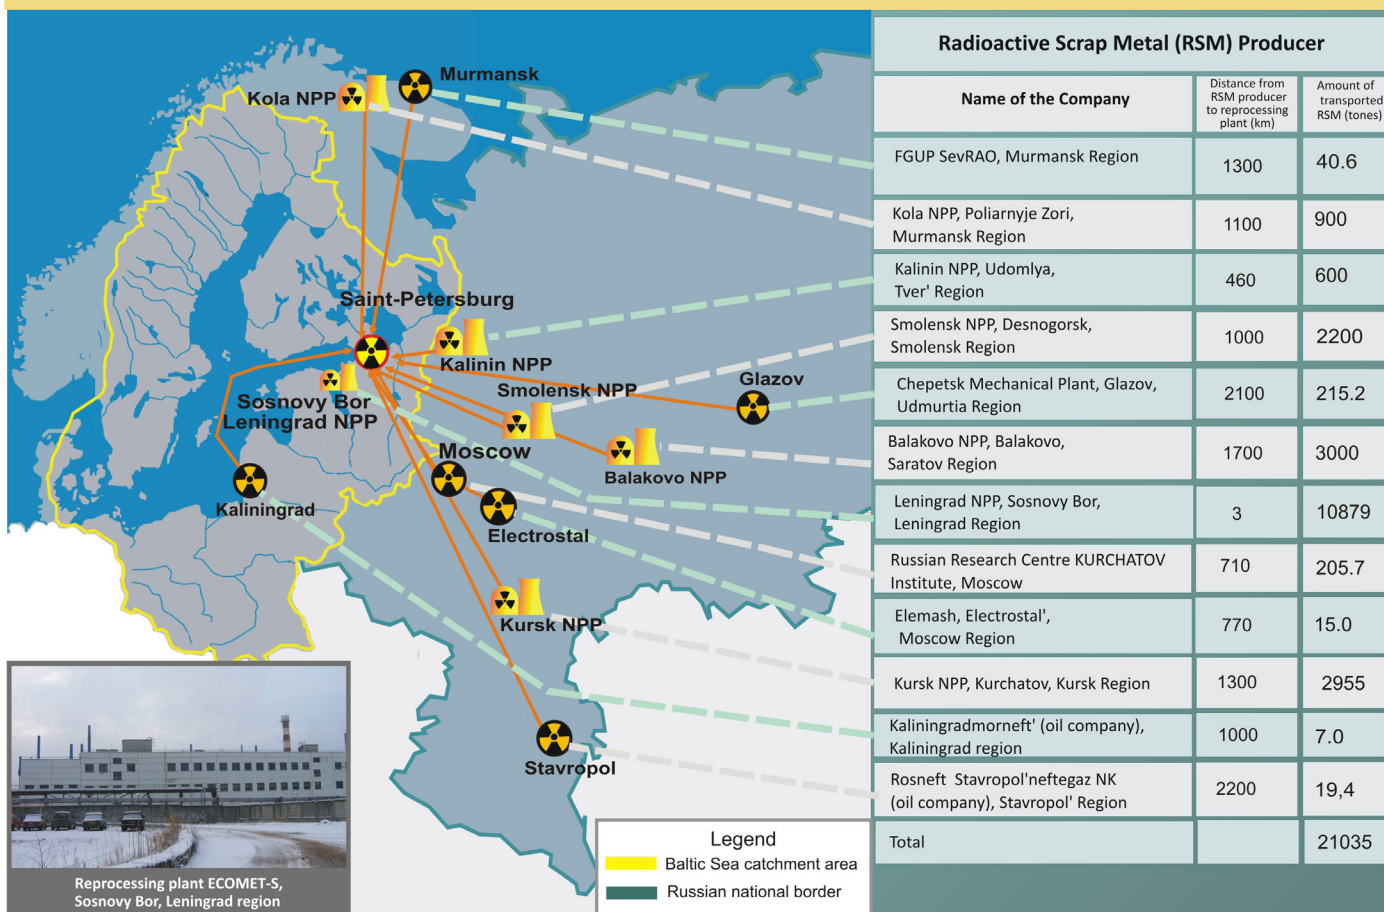 Murmansk
Kola NPP
Saint-Petersburg
Kalinin NPP
Smolensk NPP
Glazov
Sosnovy Bor
Leningrad NPP
Moscow
Balakovo NPP
Kaliningrad
Electrostal
Kursk NPP
Stavropol
Reprocessing plant ECOMET-S,
Sosnovy Bor, Leningrad region
Legend
Baltic Sea catchment area
Russian national border
Radioactive Scrap Metal (RSM) Producer
Name of the Company
Distance from
RSM producer
to reprocessing
plant (km)
Amount of
transported
RSM (tones)
FGUP SevRAO, Murmansk Region
1300
40.6
Kola NPP, Poliarnyje Zori,
Murmansk Region
1100
900
Kalinin NPP, Udomlya,
Tver' Region
460
600
Smolensk NPP, Desnogorsk,
Smolensk Region
1000
2200
Chepetsk Mechanical Plant, Glazov,
Udmurtia Region
2100
215.2
Balakovo NPP, Balakovo,
Saratov Region
1700
3000
Leningrad NPP, Sosnovy Bor,
Leningrad Region
3
10879
Russian Research Centre KURCHATOV
Institute, Moscow
710
205.7
Elemash, Electrostal',
Moscow Region
770
15.0
Kursk NPP, Kurchatov, Kursk Region
1300
2955
Kaliningradmorneft' (oil company),
Kaliningrad region
1000
7.0
Rosneft Stavropol'neftegaz NK
(oil company), Stavropol' Region
2200
19,4
Total
21035